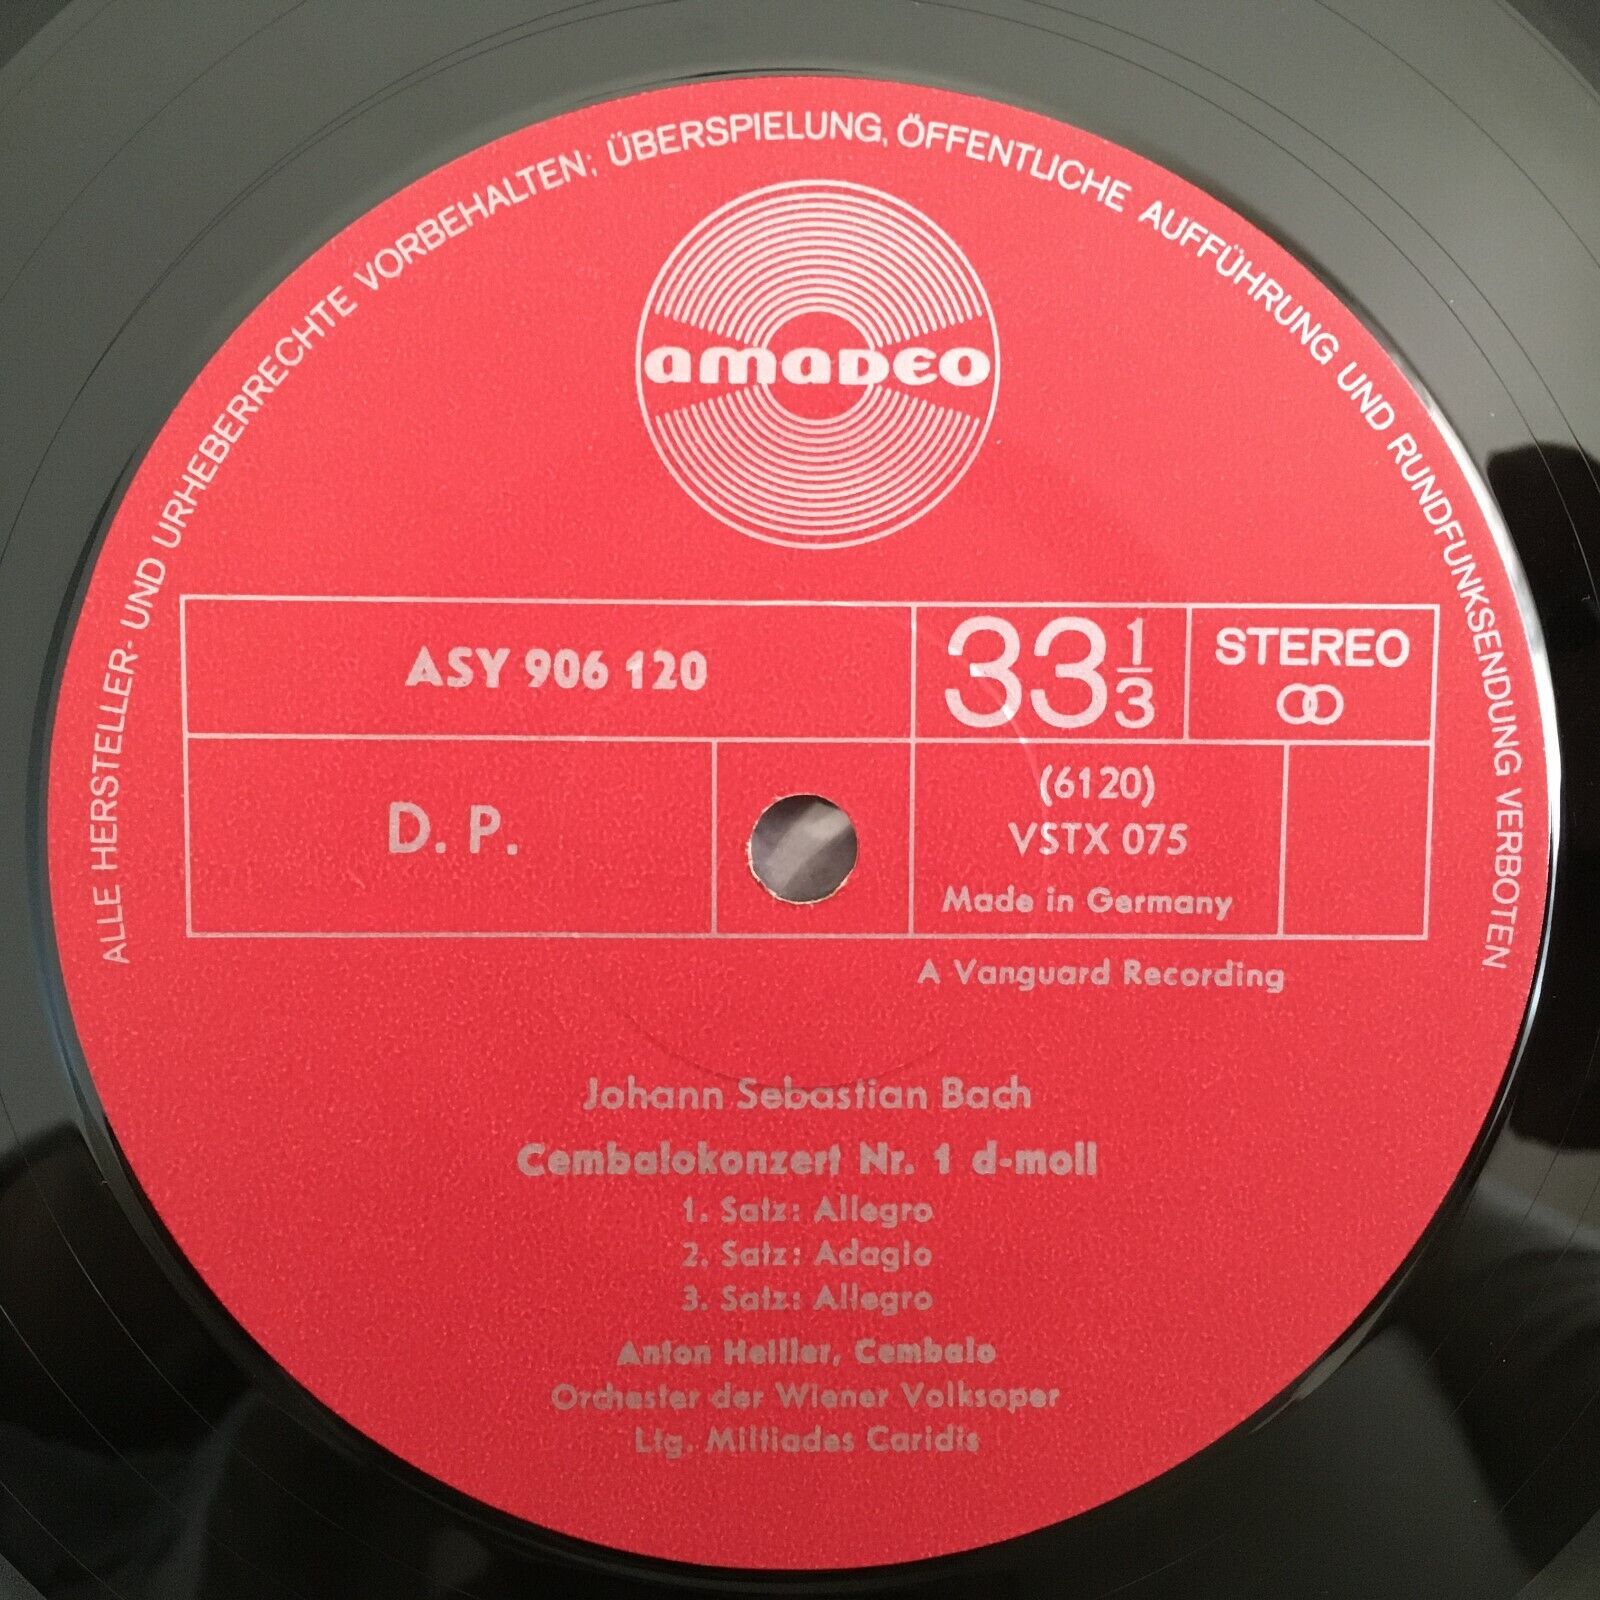 ALLE HERSTELLER- UND URHEBERRECHTE VORBEHALTEN; ÜBERSPIELUNG, ÖFFENTLICHE AUFFÜHRUNG UND RUNDFUNKSENDUNG VERBOTEN
amadeo
ASY 906 120
33 1/3
STEREO
D. P.
(6120)
VSTX 075
Made in Germany
A Vanguard Recording
Johann Sebastian Bach
Cembalokonzert Nr. 1 d-moll
1. Satz: Allegro
2. Satz: Adagio
3. Satz: Allegro
Anton Heiller, Cembalo
Orchester der Wiener Volksoper
Ltg. Miltiades Caridis